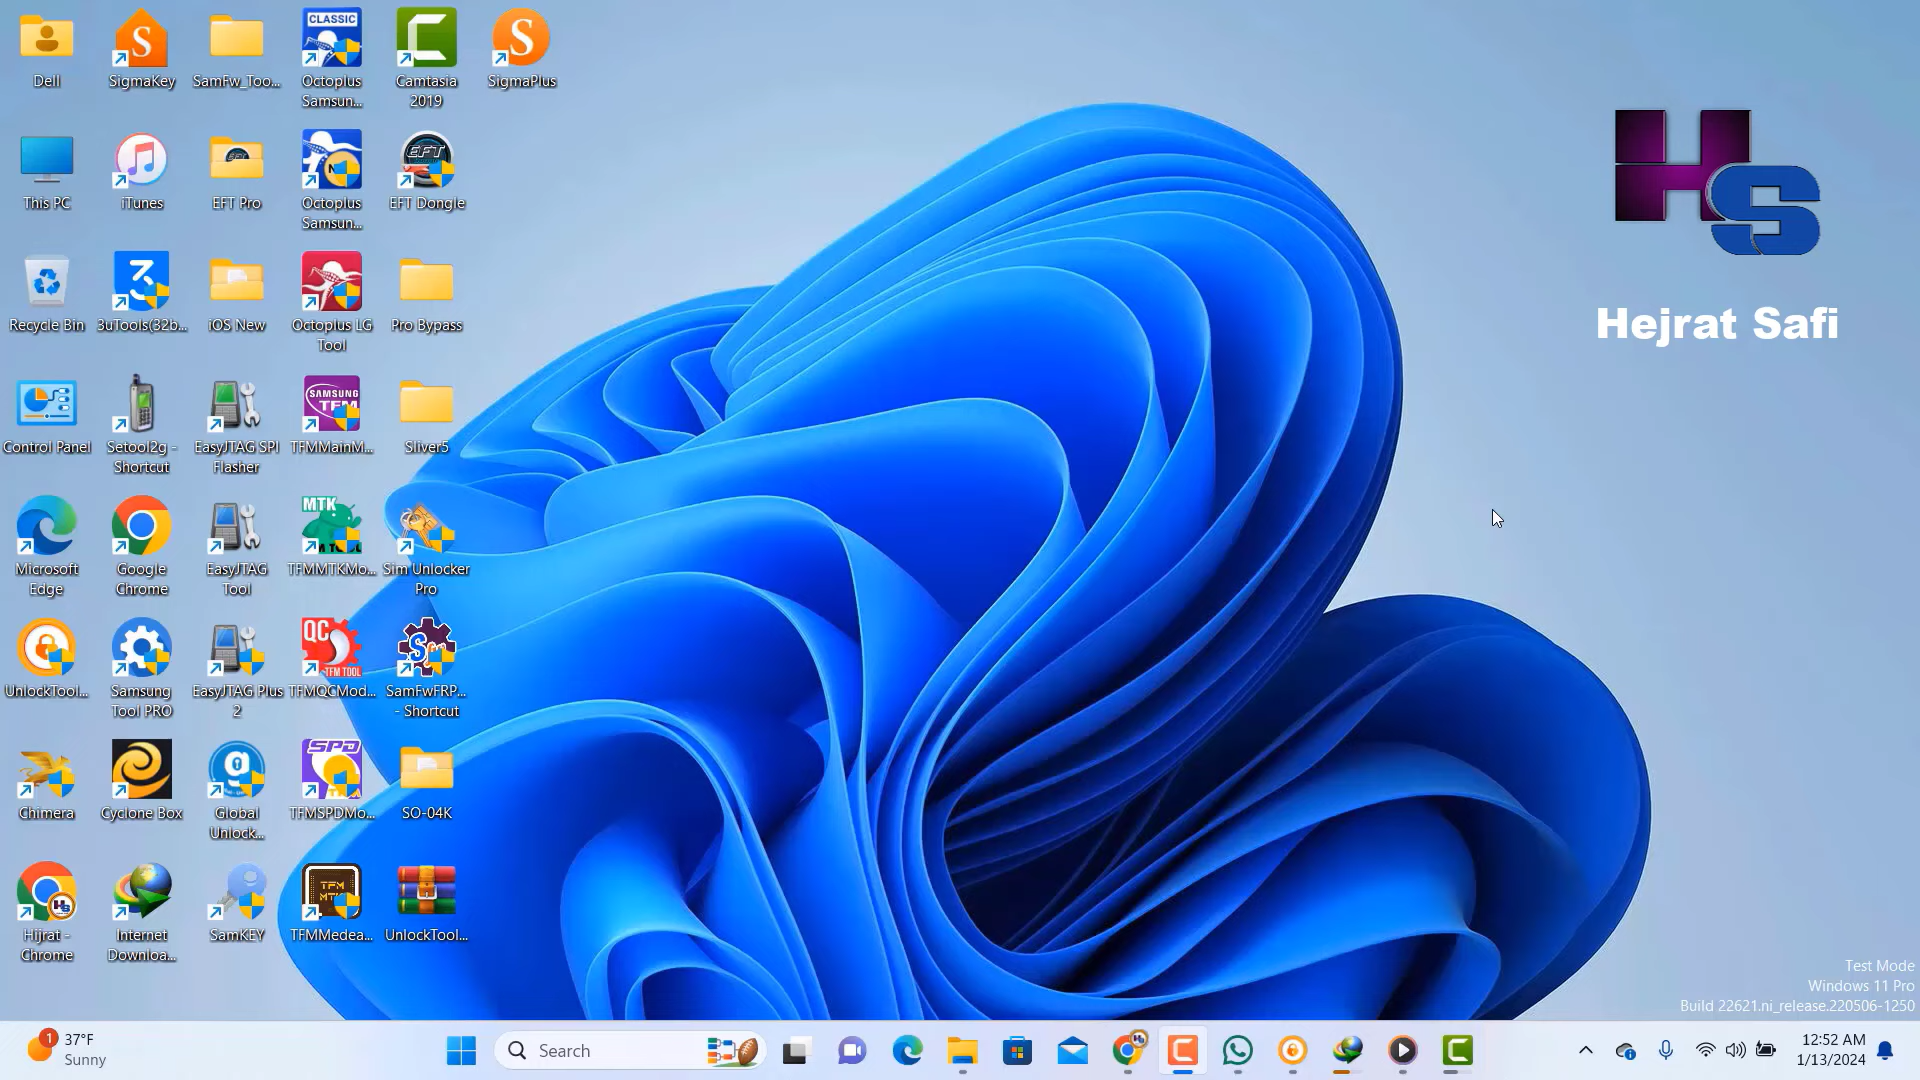 Dell
SigmaKey
SamFw_Too...
CLASSIC
Octoplus
Samsun...
Camtasia
2019
S
SigmaPlus
This PC
iTunes
EFT Pro
Octoplus
Samsun...
EFT
EFT Dongle
Recycle Bin
3uTools(32b...
iOS New
Octoplus LG
Tool
Pro Bypass
Control Panel
Setool2g -
Shortcut
EasyJTAG SPI
Flasher
SAMSUNG
TFM
TFMMainM...
Sliver5
Microsoft
Edge
Google
Chrome
EasyJTAG
Tool
MTK
TFMMTKMo...
Sim Unlocker
Pro
UnlockTool...
Samsung
Tool PRO
EasyJTAG Plus
2
QC
TFM TOOL
TFMQCMod...
SamFwFRP...
- Shortcut
Chimera
Cyclone Box
Global
Unlock...
SPD
TFMSPDMo...
SO-04K
Hijrat -
Chrome
Internet
Downloa...
SamKEY
TFM
MTK
TFMMedea...
UnlockTool...
HS
Hejrat Safi
Test Mode
Windows 11 Pro
Build 22621.ni_release.220506-1250
1
37°F
Sunny
Search
12:52 AM
1/13/2024